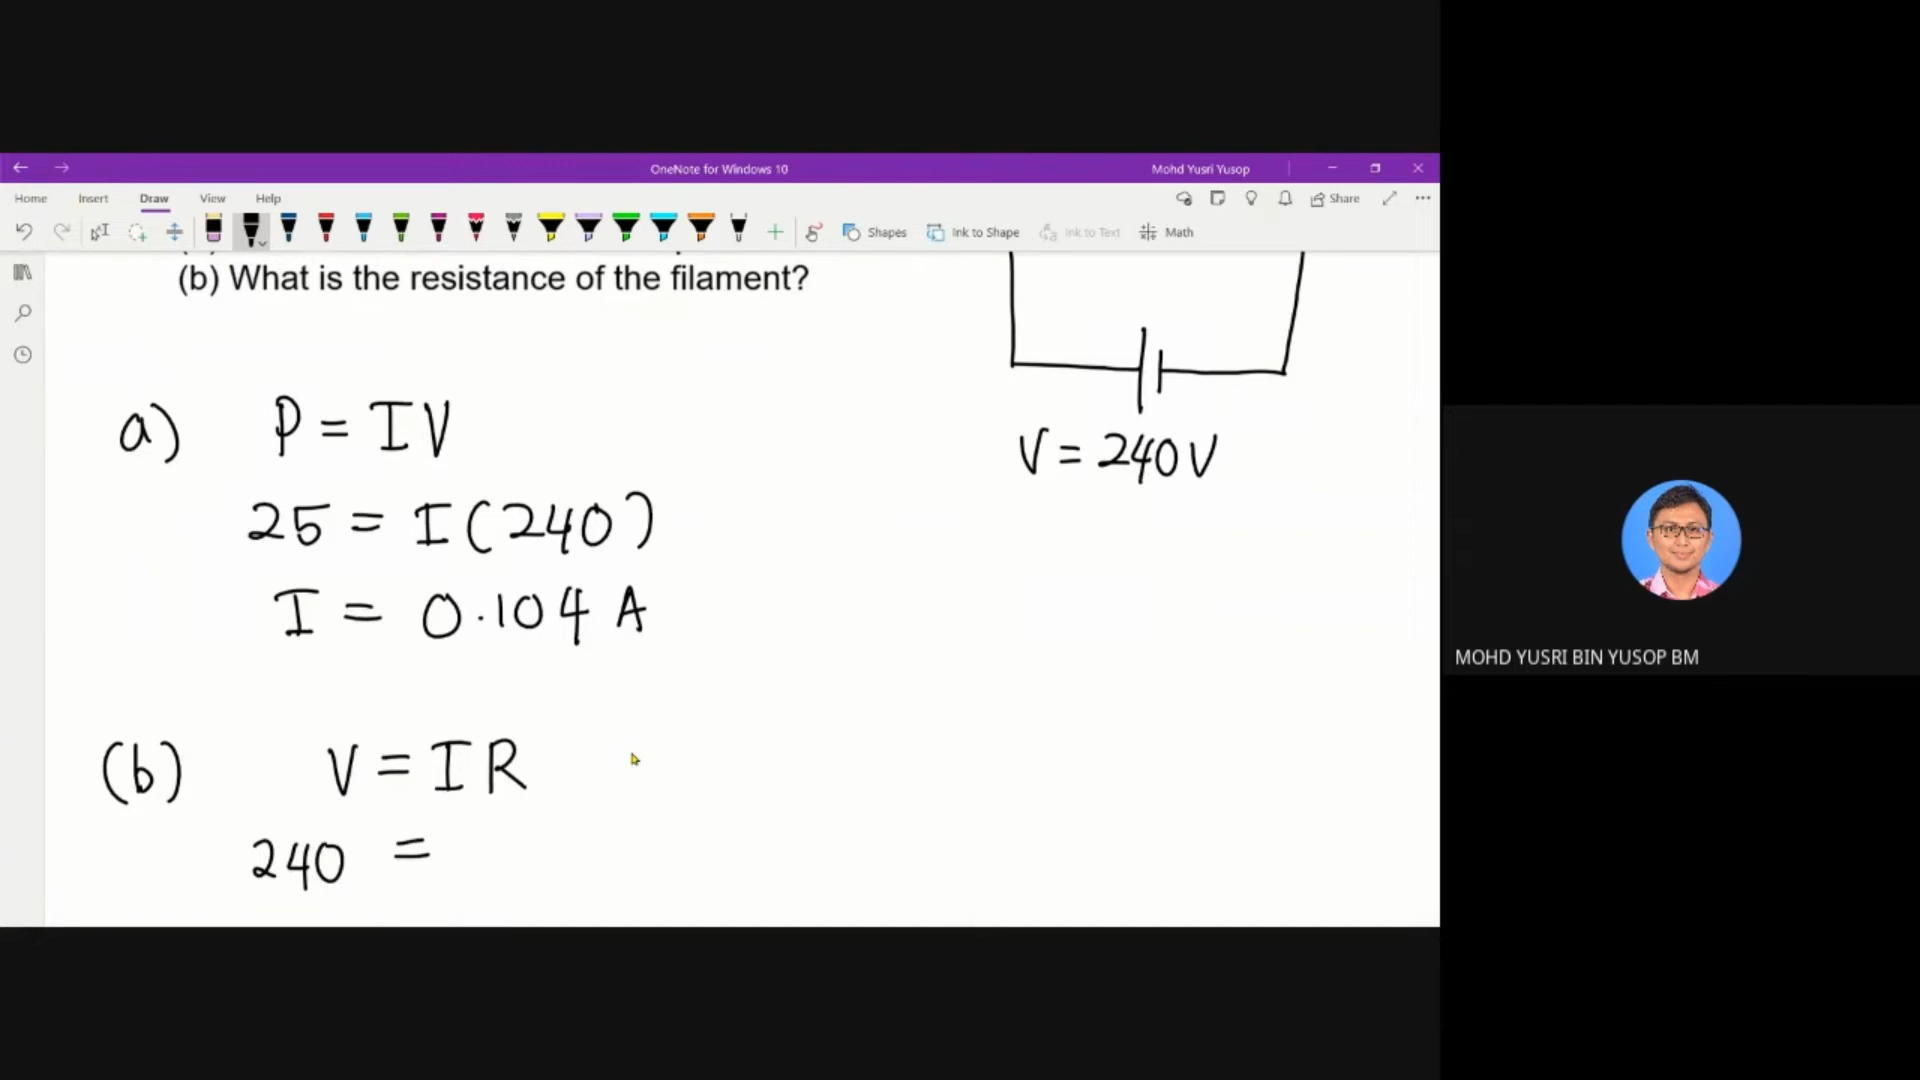 OneNote for Windows 10
Mohd Yusri Yusop
Home Insert Draw View Help
Share
Shapes Ink to Shape Ink to Text Math
(b) What is the resistance of the filament?
a) P = IV
25 = I(240)
I = 0.104 A
V = 240V
(b) V = IR
240 =
MOHD YUSRI BIN YUSOP BM